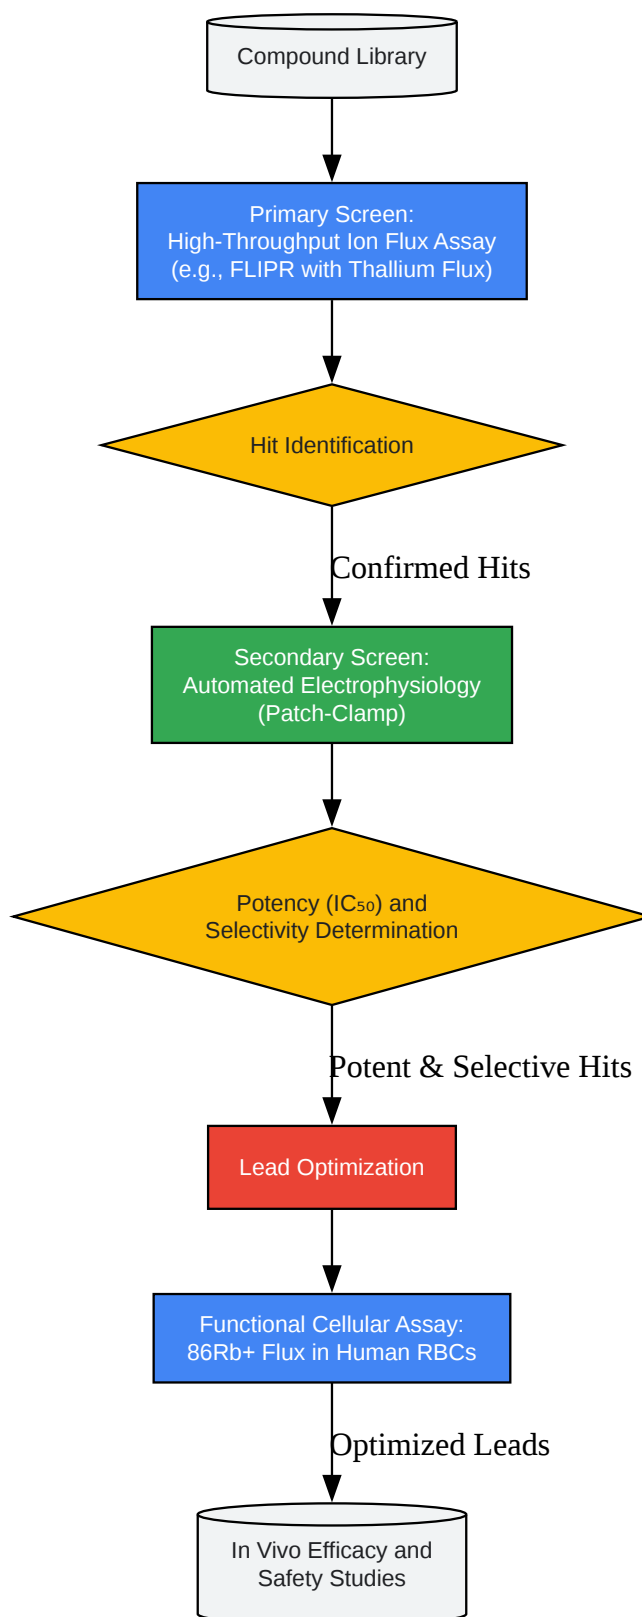 Compound Library
Primary Screen:
High-Throughput Ion Flux Assay
(e.g., FLIPR with Thallium Flux)
Hit Identification
Confirmed Hits
Secondary Screen:
Automated Electrophysiology
(Patch-Clamp)
Potency (IC₅₀) and
Selectivity Determination
Potent & Selective Hits
Lead Optimization
Functional Cellular Assay:
86Rb+ Flux in Human RBCs
Optimized Leads
In Vivo Efficacy and
Safety Studies